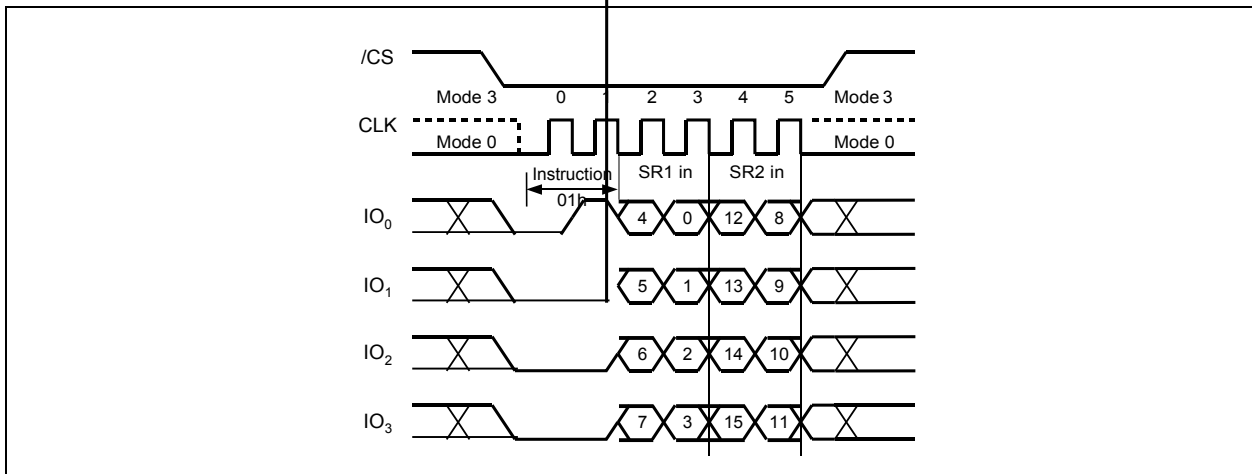 /CS
Mode 3 0 1 2 3 4 5 Mode 3
CLK
Mode 0 Mode 0
Instruction SR1 in SR2 in
01h
IO0 4 0 12 8
IO1 5 1 13 9
IO2 6 2 14 10
IO3 7 3 15 11